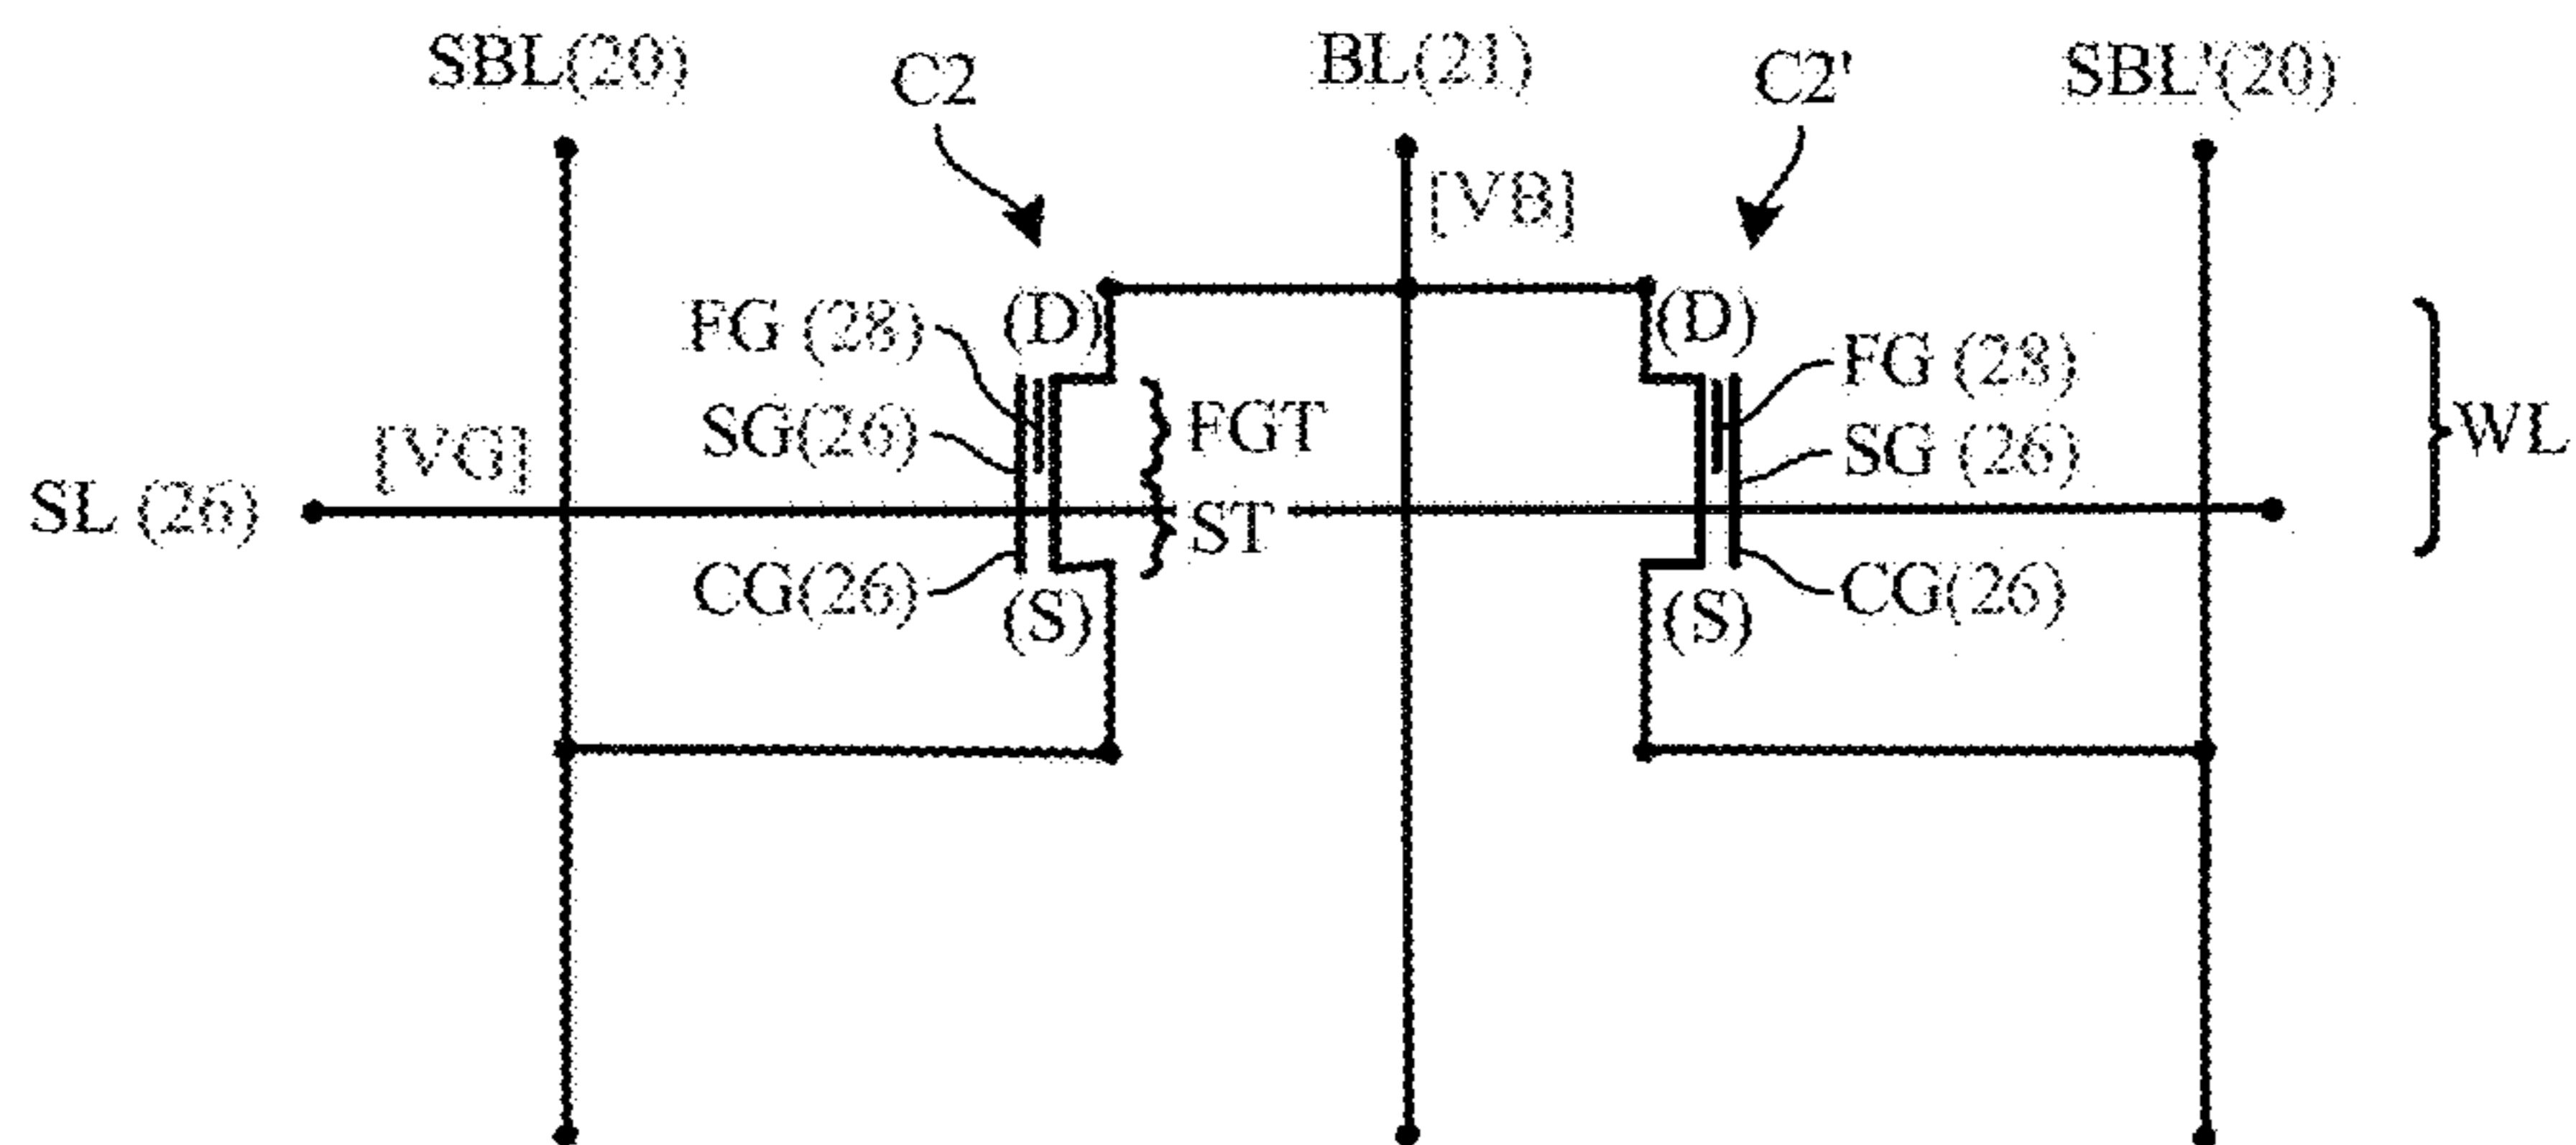 SBL(20)
C2
BL(21)
C2'
SBL'(20)
[VB]
(D)
(D)
FG (28)
FG (28)
SG(26)
FGT
SG (26)
WL
[VG]
SL (26)
ST
CG(26)
(S)
(S)
CG(26)